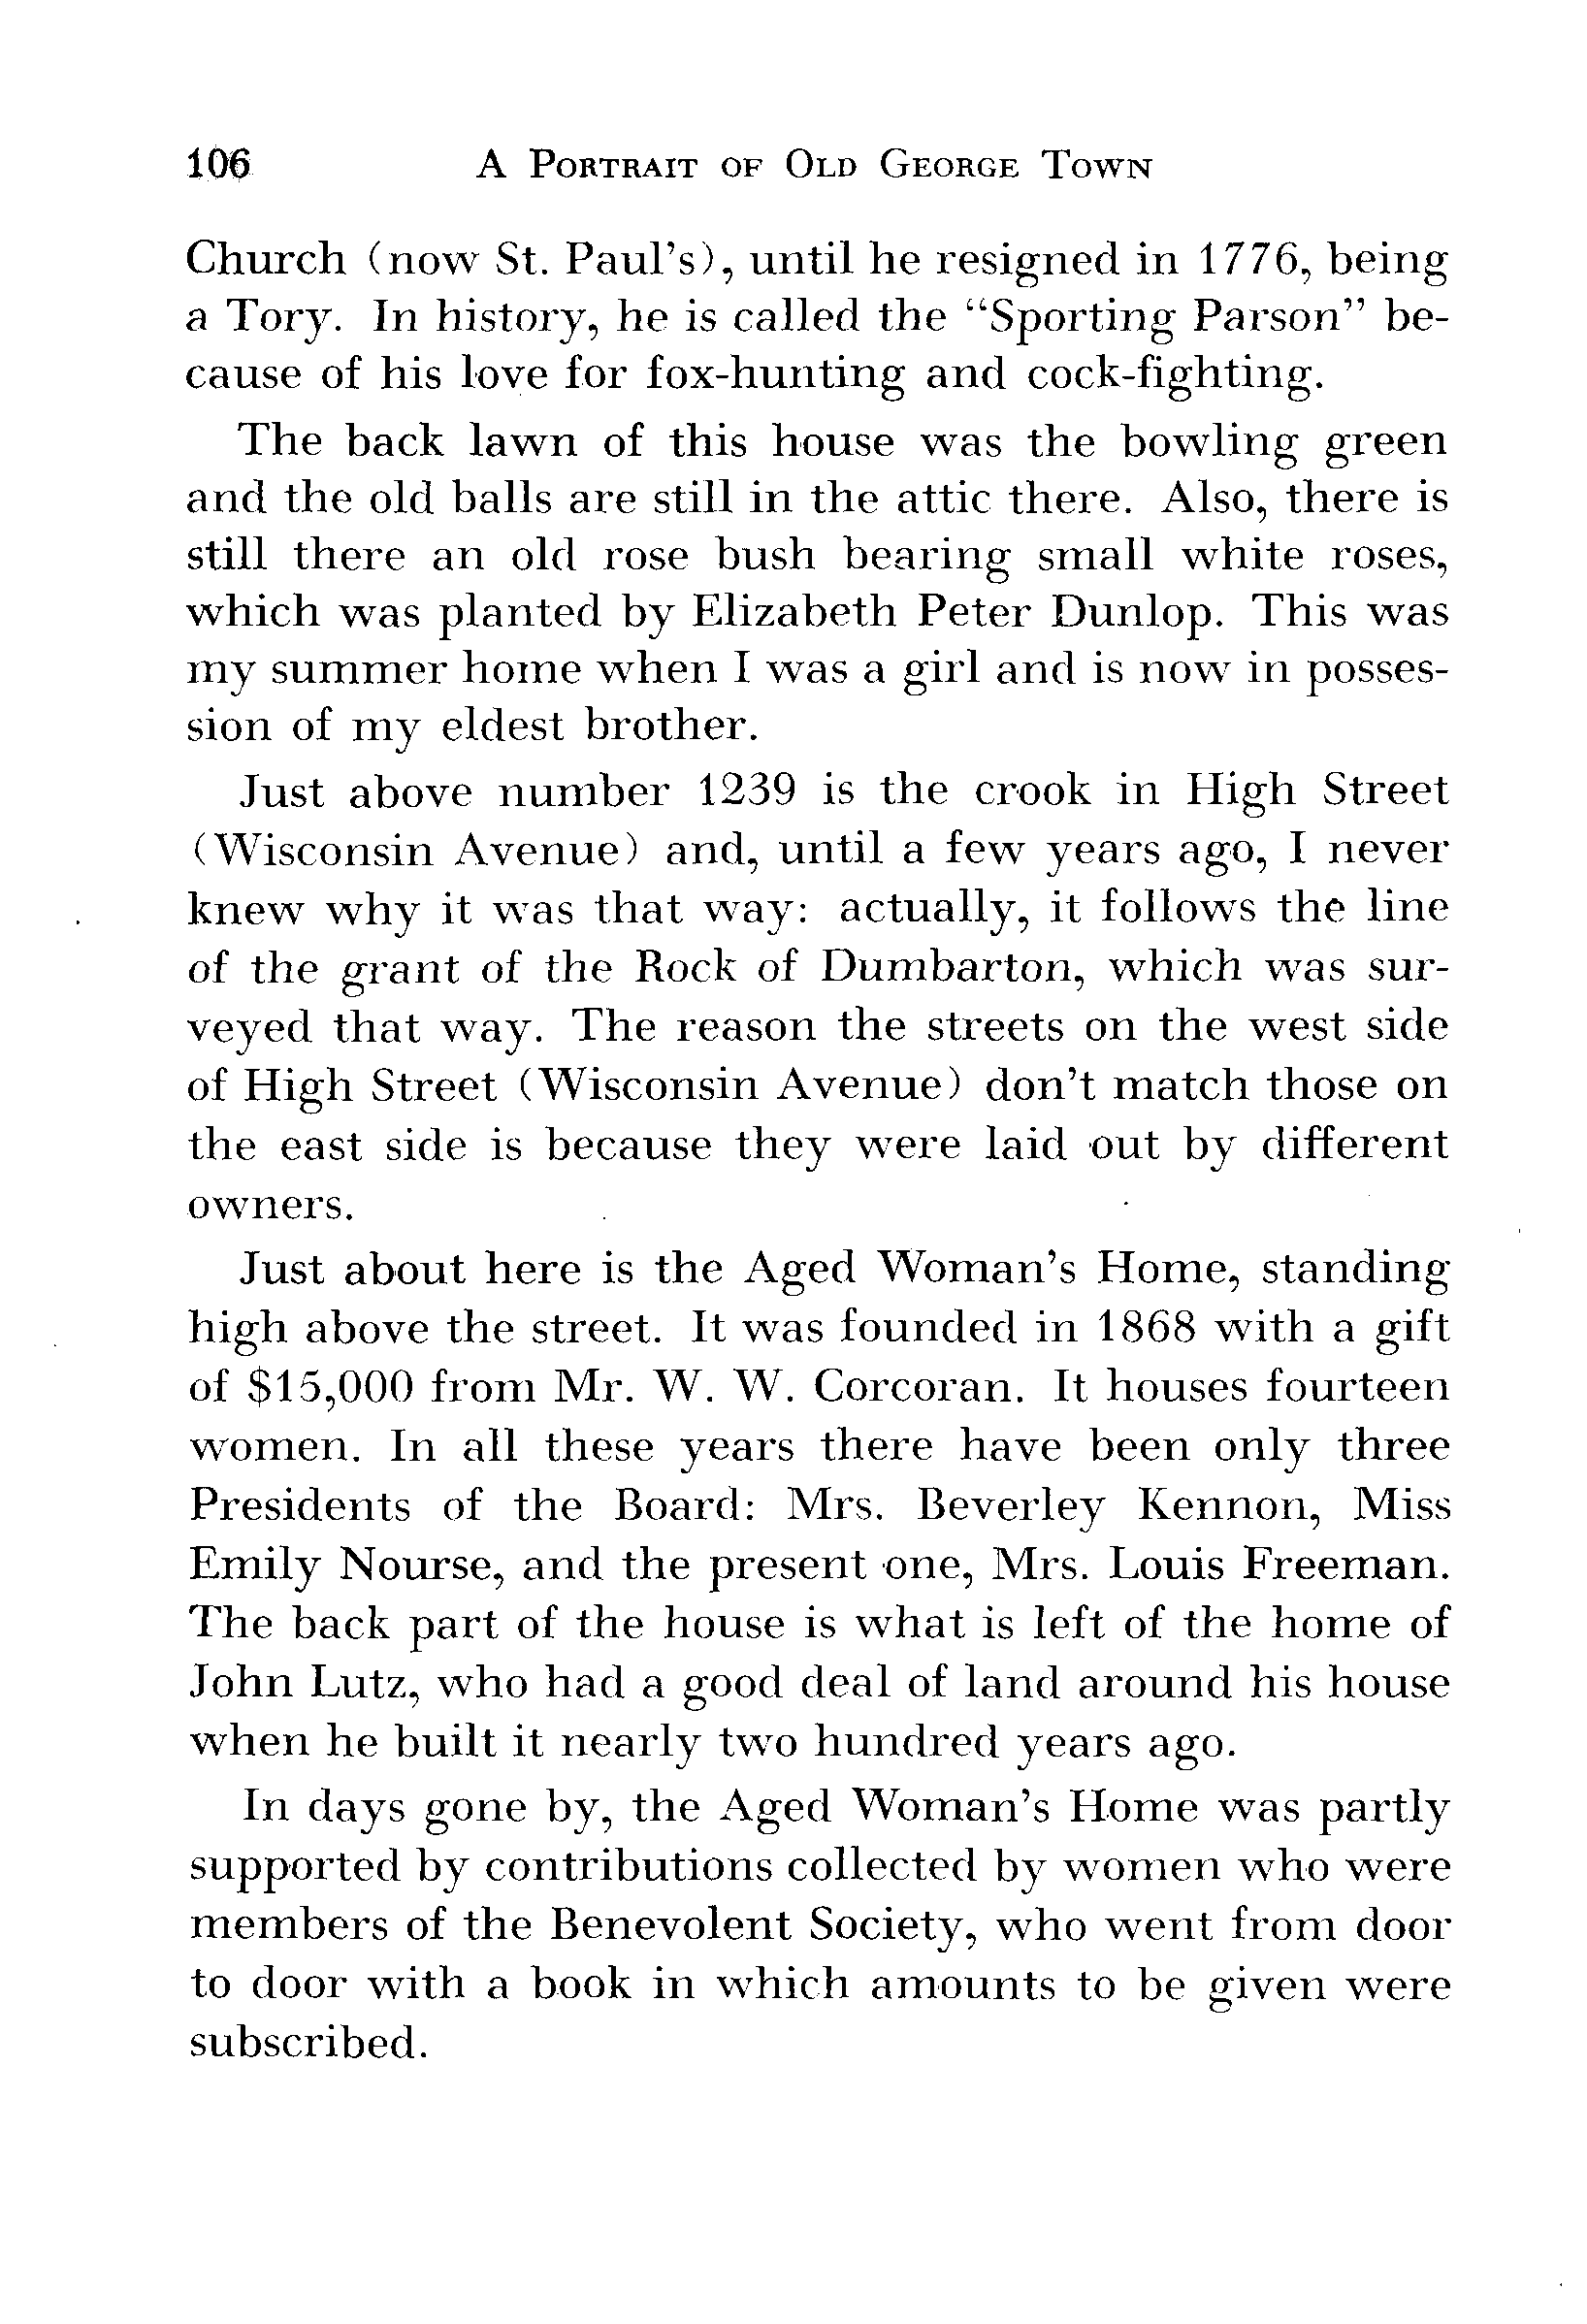 106 A Portrait of Old George Town
Church (now St. Paul's), until he resigned in 1776, being
a Tory. In history, he is called the “Sporting Parson” be-
cause of his love for fox-hunting and cock-fighting.
The back lawn of this house was the bowling green
and the old balls are still in the attic there. Also, there is
still there an old rose bush bearing small white roses,
which was planted by Elizabeth Peter Dunlop. This was
my summer home when I was a girl and is now in posses-
sion of my eldest brother.
Just above number 1239 is the crook in High Street
(Wisconsin Avenue) and, until a few years ago, I never
knew why it was that way: actually, it follows the line
of the grant of the Rock of Dumbarton, which was sur-
veyed that way. The reason the streets on the west side
of High Street (Wisconsin Avenue) don't match those on
the east side is because they were laid out by different
owners.
Just about here is the Aged Woman's Home, standing
high above the street. It was founded in 1868 with a gift
of $15,000 from Mr. W. W. Corcoran. It houses fourteen
women. In all these years there have been only three
Presidents of the Board: Mrs. Beverley Kennon, Miss
Emily Nourse, and the present one, Mrs. Louis Freeman.
The back part of the house is what is left of the home of
John Lutz, who had a good deal of land around his house
when he built it nearly two hundred years ago.
In days gone by, the Aged Woman's Home was partly
supported by contributions collected by women who were
members of the Benevolent Society, who went from door
to door with a book in which amounts to be given were
subscribed.